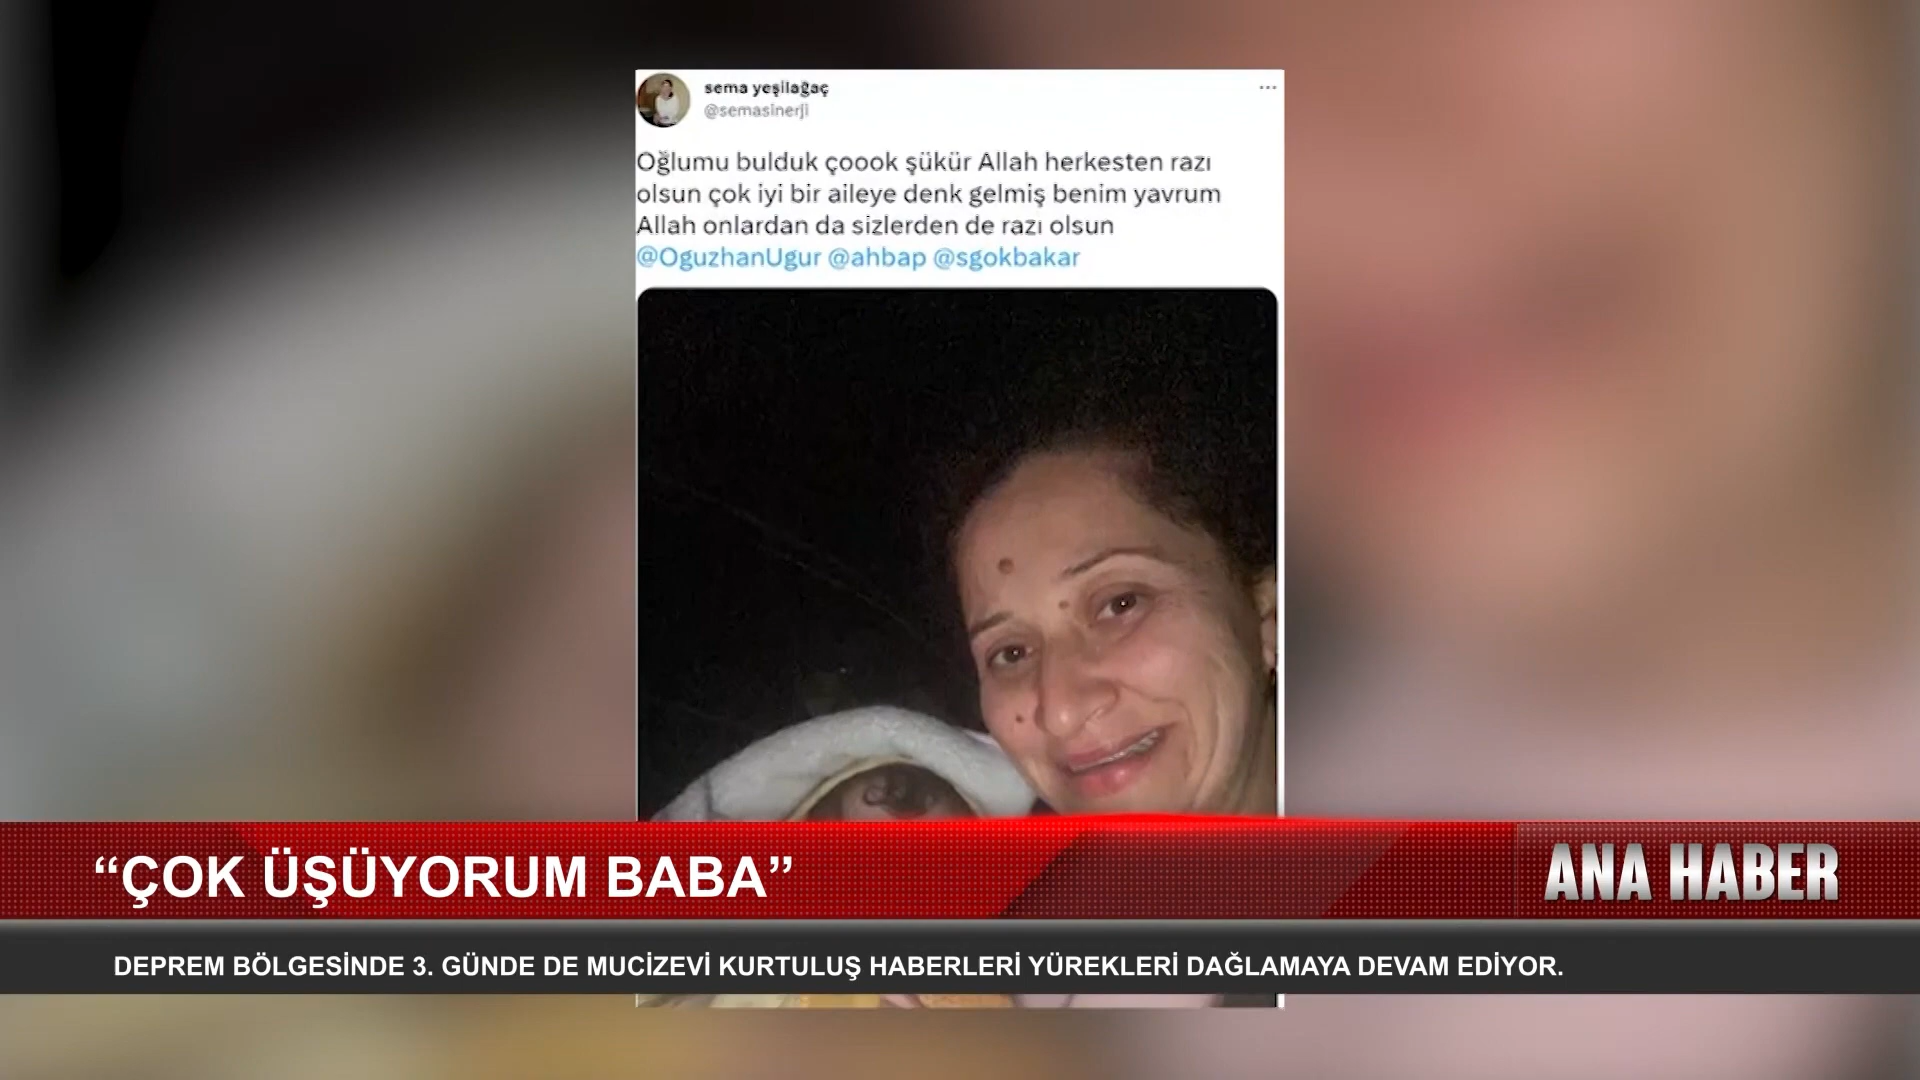 sema yeşilağaç
@semasinerji
Oğlumu bulduk çoook şükür Allah herkesten razı
olsun çok iyi bir aileye denk gelmiş benim yavrum
Allah onlardan da sizlerden de razı olsun
@OguzhanUgur @ahbap @sgokbakar
“ÇOK ÜŞÜYORUM BABA”
ANA HABER
DEPREM BÖLGESİNDE 3. GÜNDE DE MUCİZEVİ KURTULUŞ HABERLERİ YÜREKLERİ DAĞLAMAYA DEVAM EDİYOR.